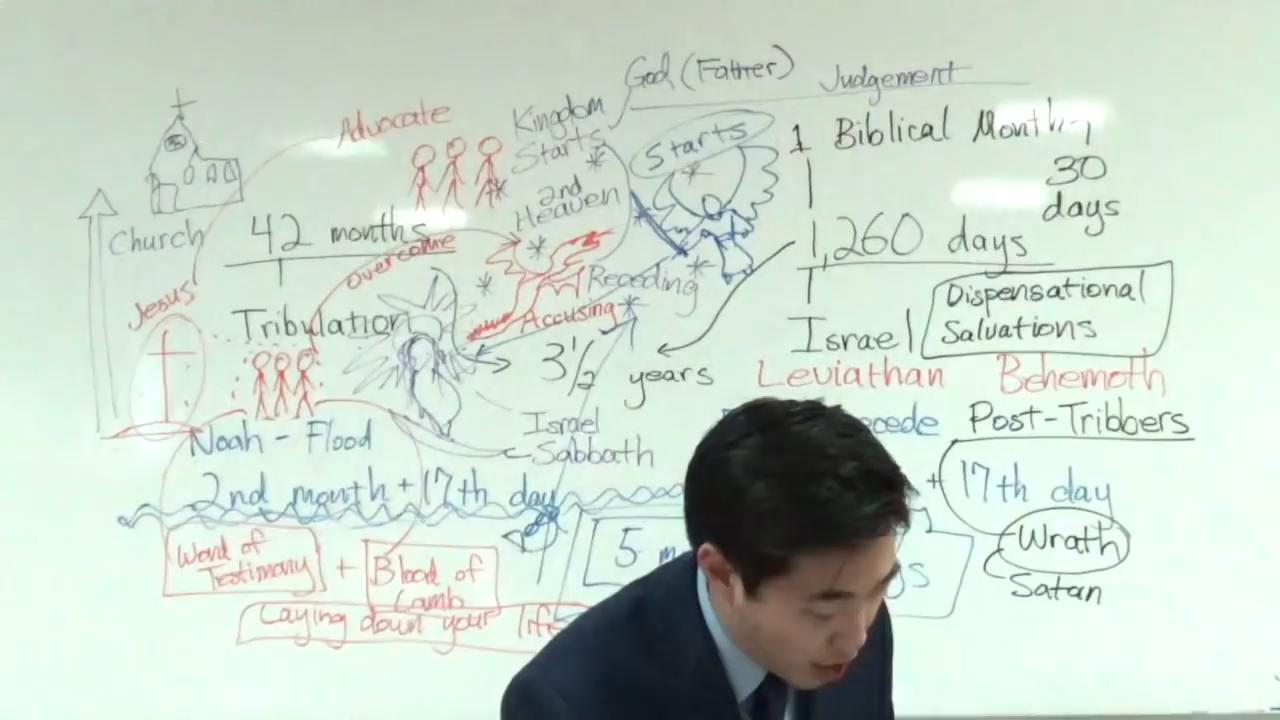 God (Father)
Judgement
Advocate
Kingdom
Starts
Starts
1 Biblical Month
30
days
2nd
Heaven
Church
42 months
overcome
1,260 days
Receding
Jesus
Accusing
Dispensational
Salvations
Tribulation
Israel
3 1/2 years
Leviathan
Behemoth
Israel
Sabbath
Noah - Flood
Post-Tribbers
2nd month + 17th day
+ 17th day
Word of
Testimony
+
Blood of
Lamb
5
Wrath
Satan
Laying down your life